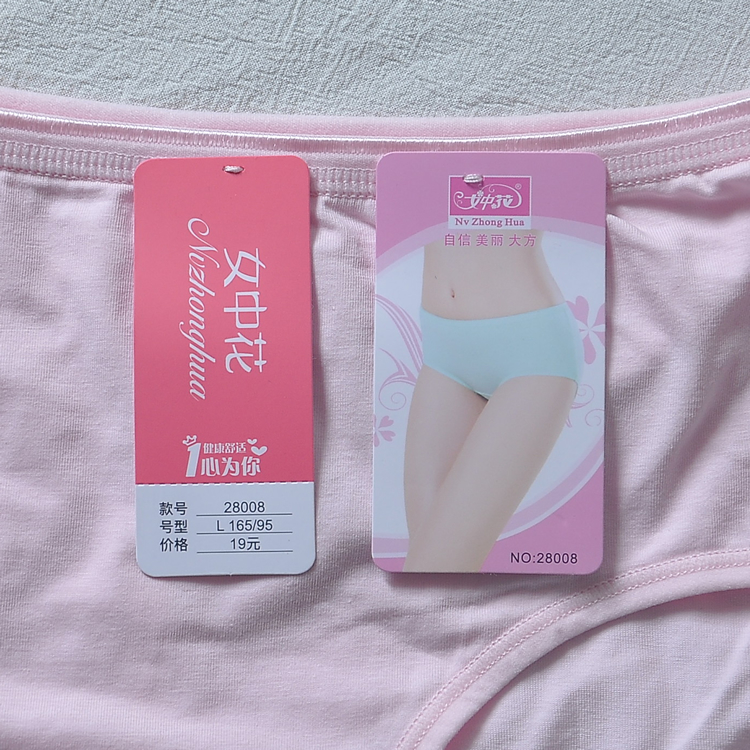 女中花
Nvzhonghua
健康舒适
1心为你
款号 28008
号型 L 165/95
价格 19元
女中花
Nv Zhong Hua
自信 美丽 大方
NO:28008